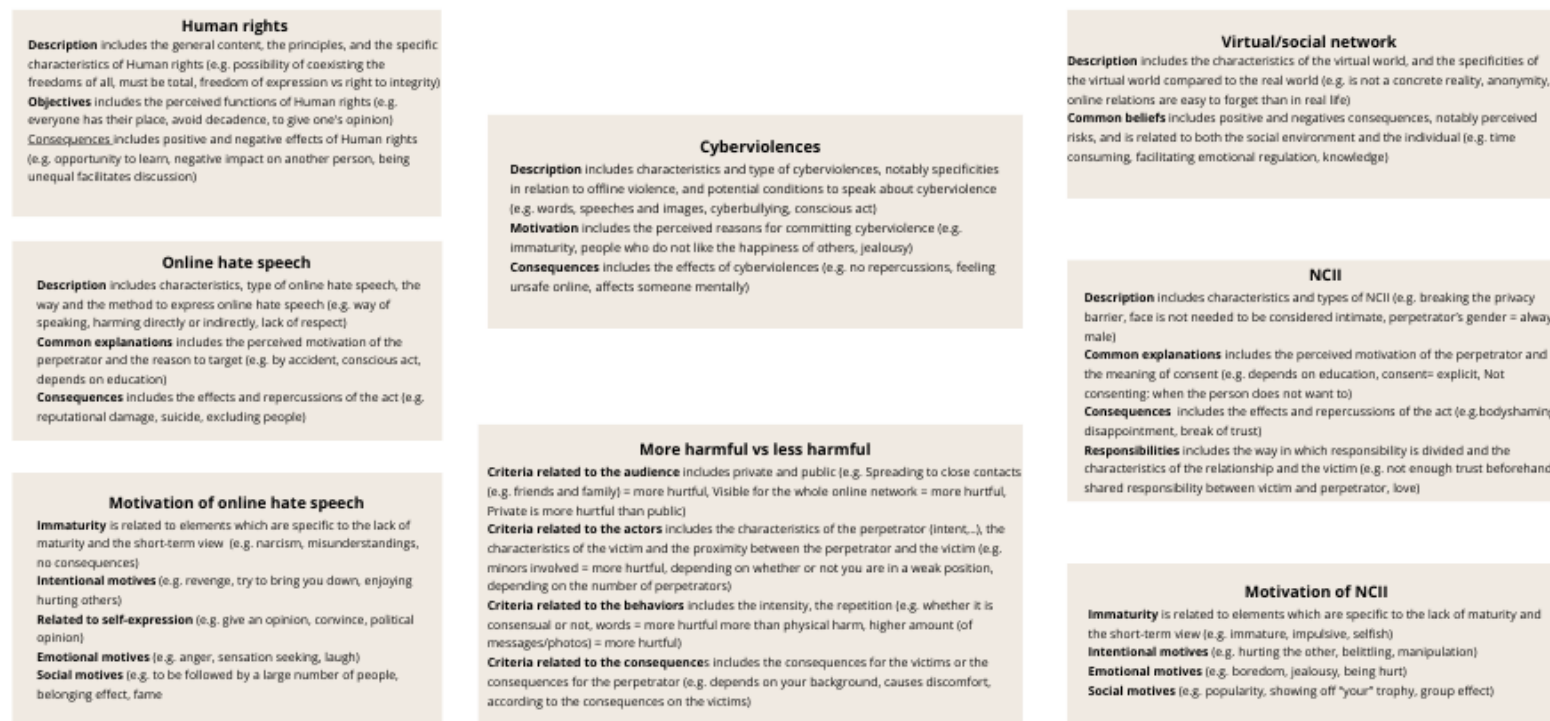 Human rights
Description includes the general content, the principles, and the specific
characteristics of Human rights (e.g. possibility of coexisting the
freedoms of all, must be total, freedom of expression vs right to integrity)
Objectives includes the perceived functions of Human rights (e.g.
everyone has their place, avoid decadence, to give one's opinion)
Consequences includes positive and negative effects of Human rights
(e.g. opportunity to learn, negative impact on another person, being
unequal facilitates discussion)
Online hate speech
Description includes characteristics, type of online hate speech, the
way and the method to express online hate speech (e.g. way of
speaking, harming directly or indirectly, lack of respect)
Common explanations includes the perceived motivation of the
perpetrator and the reason to target (e.g. by accident, conscious act,
depends on education)
Consequences includes the effects and repercussions of the act (e.g.
reputational damage, suicide, excluding people)
Motivation of online hate speech
Immaturity is related to elements which are specific to the lack of
maturity and the short-term view (e.g. narcism, misunderstandings,
no consequences)
Intentional motives (e.g. revenge, try to bring you down, enjoying
hurting others)
Related to self-expression (e.g. give an opinion, convince, political
opinion)
Emotional motives (e.g. anger, sensation seeking, laugh)
Social motives (e.g. to be followed by a large number of people,
belonging effect, fame
Cyberviolences
Description includes characteristics and type of cyberviolences, notably specificities
in relation to offline violence, and potential conditions to speak about cyberviolence
(e.g. words, speeches and images, cyberbullying, conscious act)
Motivation includes the perceived reasons for committing cyberviolence (e.g.
immaturity, people who do not like the happiness of others, jealousy)
Consequences includes the effects of cyberviolences (e.g. no repercussions, feeling
unsafe online, affects someone mentally)
More harmful vs less harmful
Criteria related to the audience includes private and public (e.g. Spreading to close contacts
(e.g. friends and family) = more hurtful, Visible for the whole online network = more hurtful,
Private is more hurtful than public)
Criteria related to the actors includes the characteristics of the perpetrator (intent,..), the
characteristics of the victim and the proximity between the perpetrator and the victim (e.g.
minors involved = more hurtful, depending on whether or not you are in a weak position,
depending on the number of perpetrators)
Criteria related to the behaviors includes the intensity, the repetition (e.g. whether it is
consensual or not, words = more hurtful more than physical harm, higher amount (of
messages/photos) = more hurtful)
Criteria related to the consequences includes the consequences for the victims or the
consequences for the perpetrator (e.g. depends on your background, causes discomfort,
according to the consequences on the victims)
Virtual/social network
Description includes the characteristics of the virtual world, and the specificities of
the virtual world compared to the real world (e.g. is not a concrete reality, anonymity,
online relations are easy to forget than in real life)
Common beliefs includes positive and negatives consequences, notably perceived
risks, and is related to both the social environment and the individual (e.g. time
consuming, facilitating emotional regulation, knowledge)
NCII
Description includes characteristics and types of NCII (e.g. breaking the privacy
barrier, face is not needed to be considered intimate, perpetrator's gender = alway
male)
Common explanations includes the perceived motivation of the perpetrator and
the meaning of consent (e.g. depends on education, consent= explicit, Not
consenting: when the person does not want to)
Consequences includes the effects and repercussions of the act (e.g.bodyshaming
disappointment, break of trust)
Responsibilities includes the way in which responsibility is divided and the
characteristics of the relationship and the victim (e.g. not enough trust beforehand
shared responsibility between victim and perpetrator, love)
Motivation of NCII
Immaturity is related to elements which are specific to the lack of maturity and
the short-term view (e.g. immature, impulsive, selfish)
Intentional motives (e.g. hurting the other, belittling, manipulation)
Emotional motives (e.g. boredom, jealousy, being hurt)
Social motives (e.g. popularity, showing off "your" trophy, group effect)